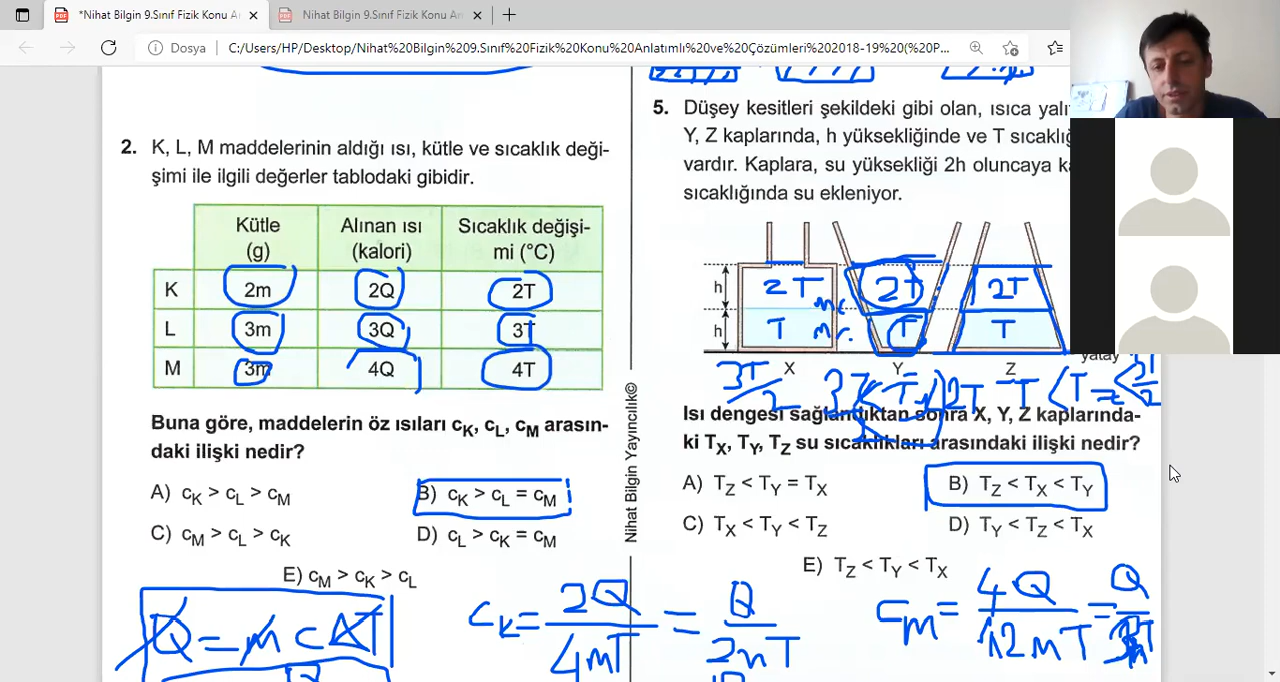 *Nihat Bilgin 9.Sınıf Fizik Konu Ar
Nihat Bilgin 9.Sınıf Fizik Konu An
Dosya
C:/Users/HP/Desktop/Nihat%20Bilgin%209.Sınıf%20Fizik%20Konu%20Anlatımlı%20ve%20Çözümleri%202018-19%20(%20P...
2. K, L, M maddelerinin aldığı ısı, kütle ve sıcaklık deği-
şimi ile ilgili değerler tablodaki gibidir.
Kütle (g) Alınan ısı (kalori) Sıcaklık değişi-mi (°C)
K 2m 2Q 2T
L 3m 3Q 3T
M 3m 4Q 4T
Buna göre, maddelerin öz ısıları cK, cL, cM arasın-
daki ilişki nedir?
A) cK > cL > cM
B) cK > cL = cM
C) cM > cL > cK
D) cL > cK = cM
E) cM > cK > cL
Q = m c ΔT
cK = 2Q/4mT = Q/2mT
Nihat Bilgin Yayıncılık©
5. Düşey kesitleri şekildeki gibi olan, ısıca yalı
Y, Z kaplarında, h yüksekliğinde ve T sıcaklığ
vardır. Kaplara, su yüksekliği 2h oluncaya ka
sıcaklığında su ekleniyor.
h 2T 2T 2T
h T T T
X Y Z
yatay
3T/2
Isı dengesi sağlandıktan sonra X, Y, Z kaplarında-
ki TX, TY, TZ su sıcaklıkları arasındaki ilişki nedir?
A) TZ < TY = TX
B) TZ < TX < TY
C) TX < TY < TZ
D) TY < TZ < TX
E) TZ < TY < TX
cM = 4Q/12mT = Q/3mT